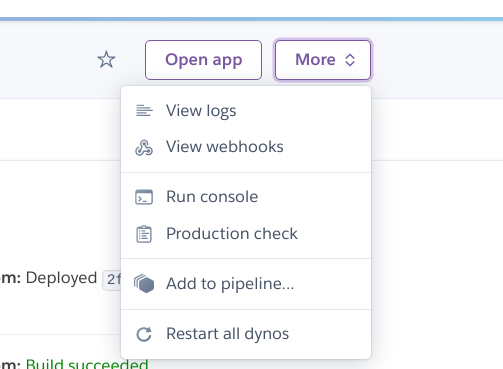 Open app
More
View logs
View webhooks
Run console
Production check
Add to pipeline...
Restart all dynos
Deployed
Build succeeded